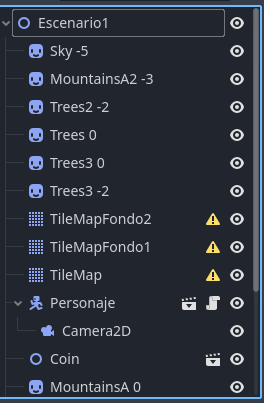 Escenario1
Sky -5
MountainsA2 -3
Trees2 -2
Trees 0
Trees3 0
Trees3 -2
TileMapFondo2
TileMapFondo1
TileMap
Personaje
Camera2D
Coin
MountainsA 0